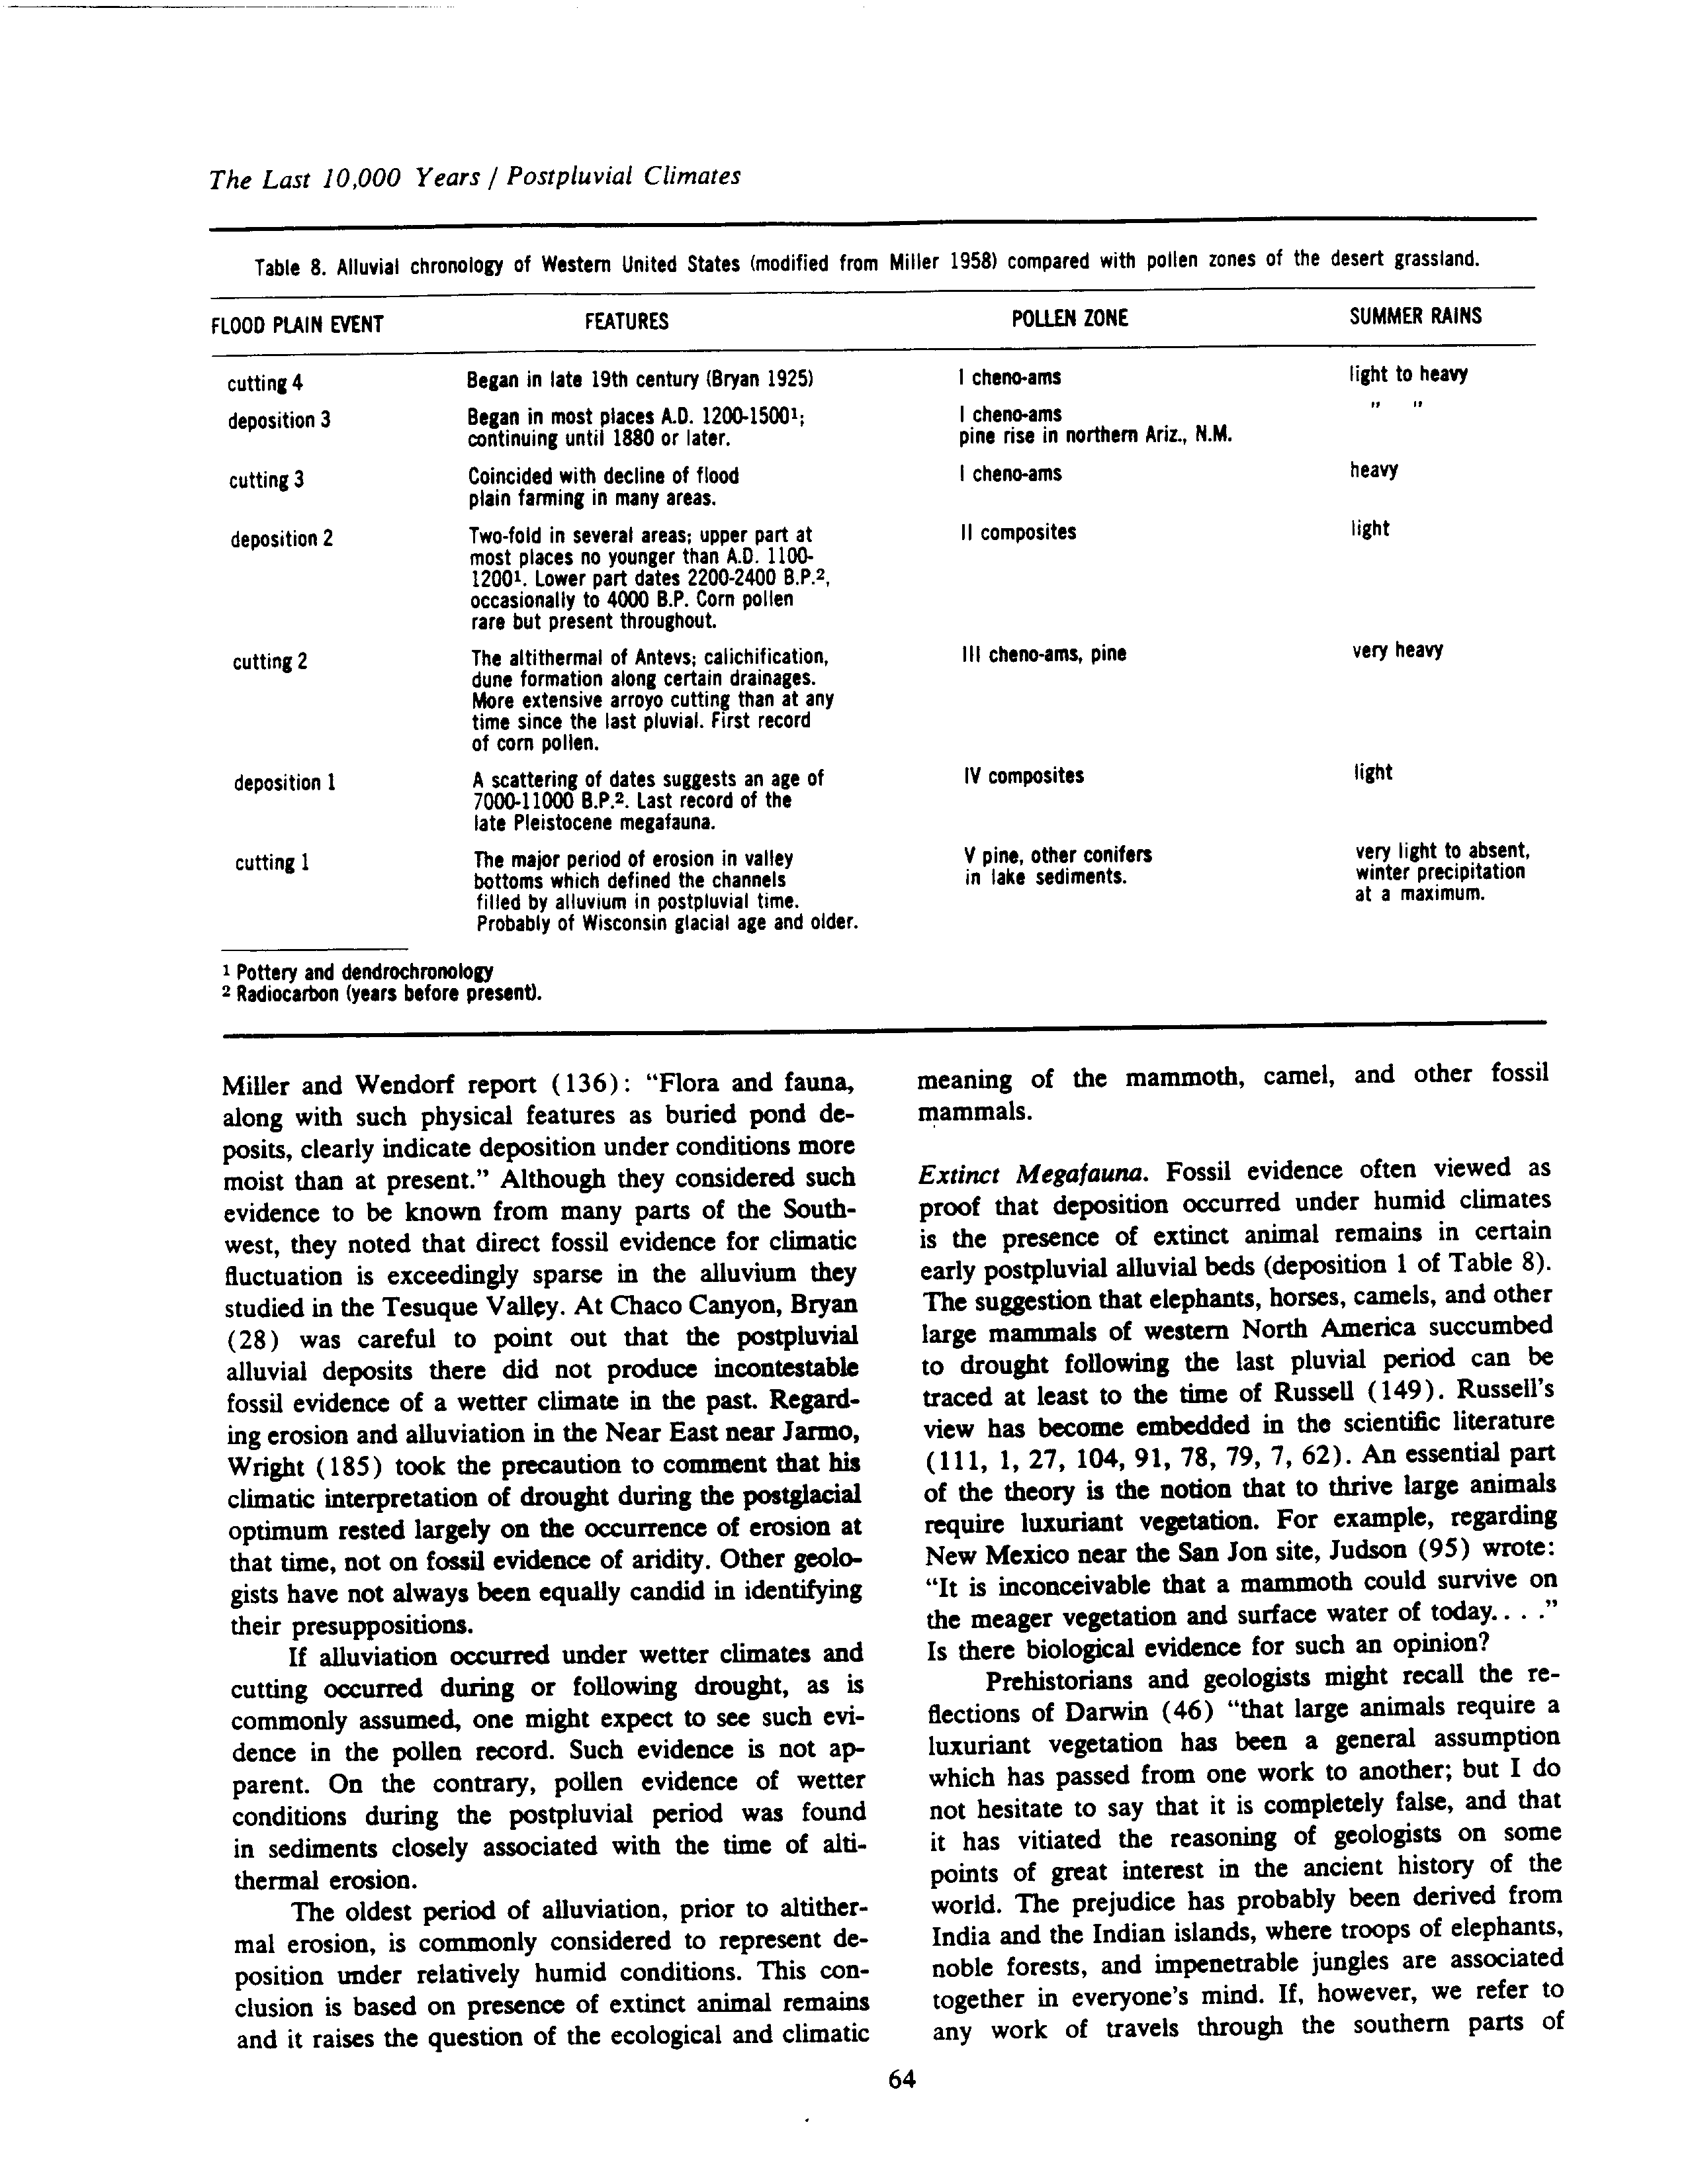 The Last 10,000 Years / Postpluvial Climates
Table 8. Alluvial chronology of Western United States (modified from Miller 1958) compared with pollen zones of the desert grassland.
FLOOD PLAIN EVENT FEATURES POLLEN ZONE SUMMER RAINS
cutting 4 Began in late 19th century (Bryan 1925) I cheno-ams light to heavy
deposition 3 Began in most places A.D. 1200-1500¹; I cheno-ams " "
continuing until 1880 or later. pine rise in northern Ariz., N.M.
cutting 3 Coincided with decline of flood I cheno-ams heavy
plain farming in many areas.
deposition 2 Two-fold in several areas; upper part at II composites light
most places no younger than A.D. 1100-
1200¹. Lower part dates 2200-2400 B.P.²,
occasionally to 4000 B.P. Corn pollen
rare but present throughout.
cutting 2 The altithermal of Antevs; calichification, III cheno-ams, pine very heavy
dune formation along certain drainages.
More extensive arroyo cutting than at any
time since the last pluvial. First record
of corn pollen.
deposition 1 A scattering of dates suggests an age of IV composites light
7000-11000 B.P.². Last record of the
late Pleistocene megafauna.
cutting 1 The major period of erosion in valley V pine, other conifers very light to absent,
bottoms which defined the channels in lake sediments. winter precipitation
filled by alluvium in postpluvial time. at a maximum.
Probably of Wisconsin glacial age and older.
¹ Pottery and dendrochronology
² Radiocarbon (years before present).
Miller and Wendorf report (136): “Flora and fauna,
along with such physical features as buried pond de-
posits, clearly indicate deposition under conditions more
moist than at present.” Although they considered such
evidence to be known from many parts of the South-
west, they noted that direct fossil evidence for climatic
fluctuation is exceedingly sparse in the alluvium they
studied in the Tesuque Valley. At Chaco Canyon, Bryan
(28) was careful to point out that the postpluvial
alluvial deposits there did not produce incontestable
fossil evidence of a wetter climate in the past. Regard-
ing erosion and alluviation in the Near East near Jarmo,
Wright (185) took the precaution to comment that his
climatic interpretation of drought during the postglacial
optimum rested largely on the occurrence of erosion at
that time, not on fossil evidence of aridity. Other geolo-
gists have not always been equally candid in identifying
their presuppositions.
If alluviation occurred under wetter climates and
cutting occurred during or following drought, as is
commonly assumed, one might expect to see such evi-
dence in the pollen record. Such evidence is not ap-
parent. On the contrary, pollen evidence of wetter
conditions during the postpluvial period was found
in sediments closely associated with the time of alti-
thermal erosion.
The oldest period of alluviation, prior to altither-
mal erosion, is commonly considered to represent de-
position under relatively humid conditions. This con-
clusion is based on presence of extinct animal remains
and it raises the question of the ecological and climatic
meaning of the mammoth, camel, and other fossil
mammals.
Extinct Megafauna. Fossil evidence often viewed as
proof that deposition occurred under humid climates
is the presence of extinct animal remains in certain
early postpluvial alluvial beds (deposition 1 of Table 8).
The suggestion that elephants, horses, camels, and other
large mammals of western North America succumbed
to drought following the last pluvial period can be
traced at least to the time of Russell (149). Russell's
view has become embedded in the scientific literature
(111, 1, 27, 104, 91, 78, 79, 7, 62). An essential part
of the theory is the notion that to thrive large animals
require luxuriant vegetation. For example, regarding
New Mexico near the San Jon site, Judson (95) wrote:
“It is inconceivable that a mammoth could survive on
the meager vegetation and surface water of today. . . .”
Is there biological evidence for such an opinion?
Prehistorians and geologists might recall the re-
flections of Darwin (46) “that large animals require a
luxuriant vegetation has been a general assumption
which has passed from one work to another; but I do
not hesitate to say that it is completely false, and that
it has vitiated the reasoning of geologists on some
points of great interest in the ancient history of the
world. The prejudice has probably been derived from
India and the Indian islands, where troops of elephants,
noble forests, and impenetrable jungles are associated
together in everyone's mind. If, however, we refer to
any work of travels through the southern parts of
64